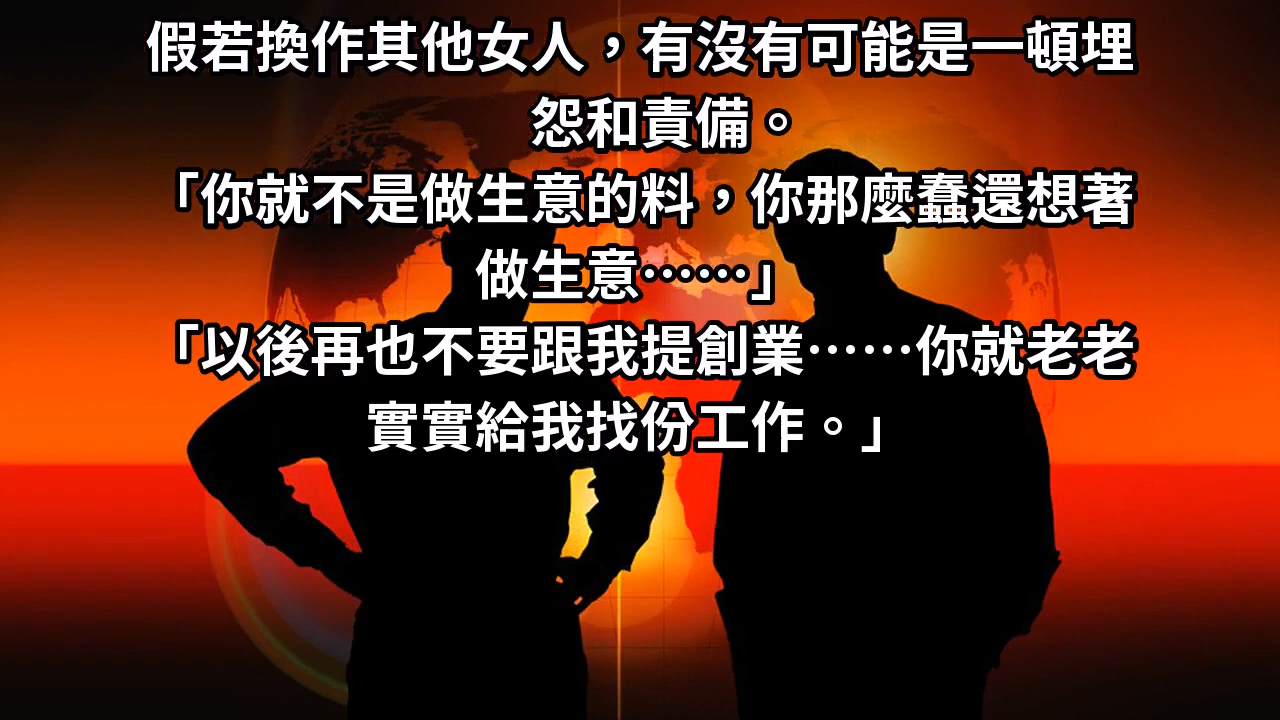 假若換作其他女人，有沒有可能是一頓埋
怨和責備。
「你就不是做生意的料，你那麼蠢還想著
做生意……」
「以後再也不要跟我提創業……你就老老
實實給我找份工作。」